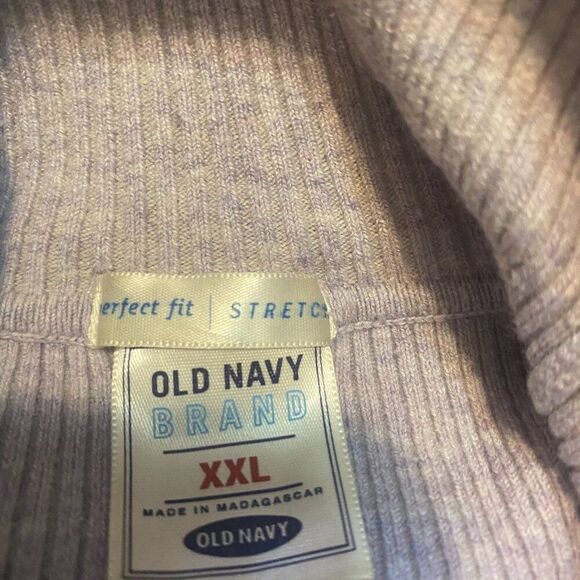 erfect fit | STRETC
OLD NAVY
BRAND
XXL
MADE IN MADAGASCAR
OLD NAVY